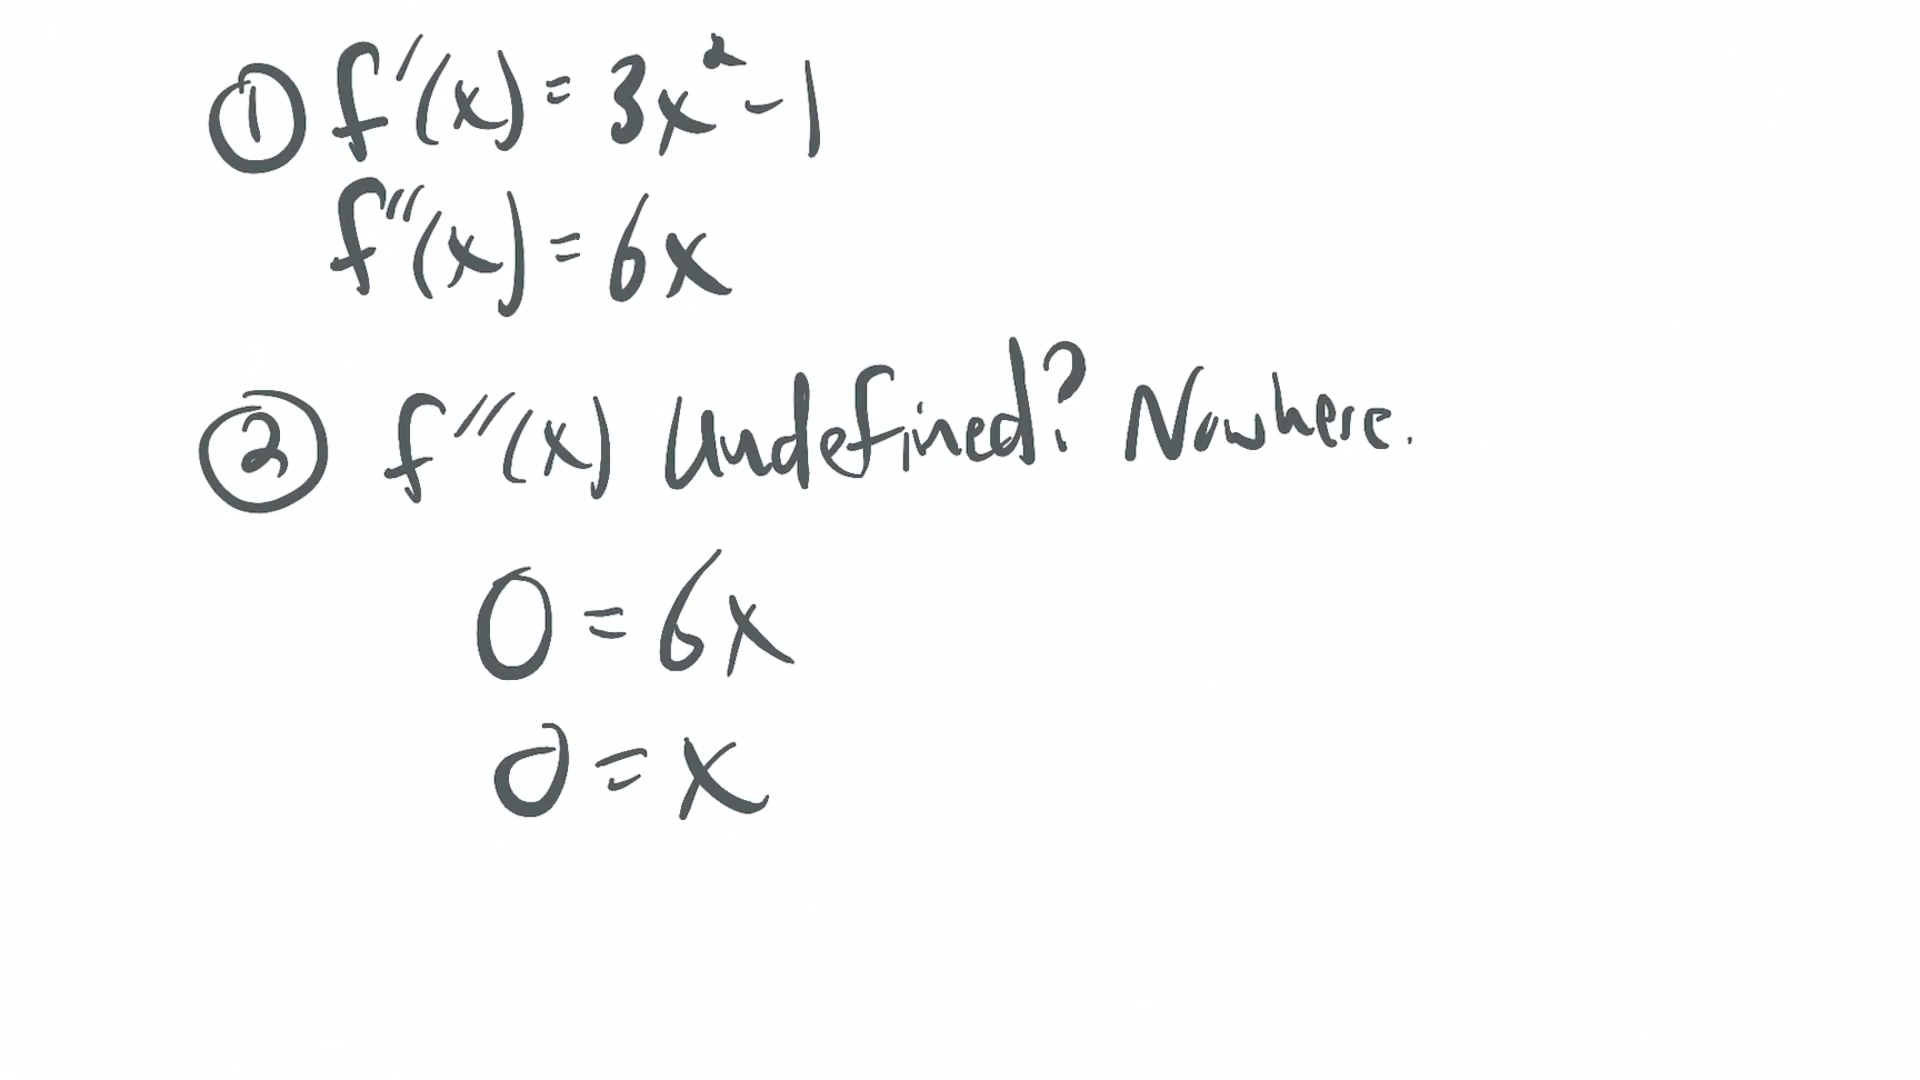 ① f'(x) = 3x² - 1
f''(x) = 6x
② f''(x) Undefined? Nowhere.
0 = 6x
0 = x